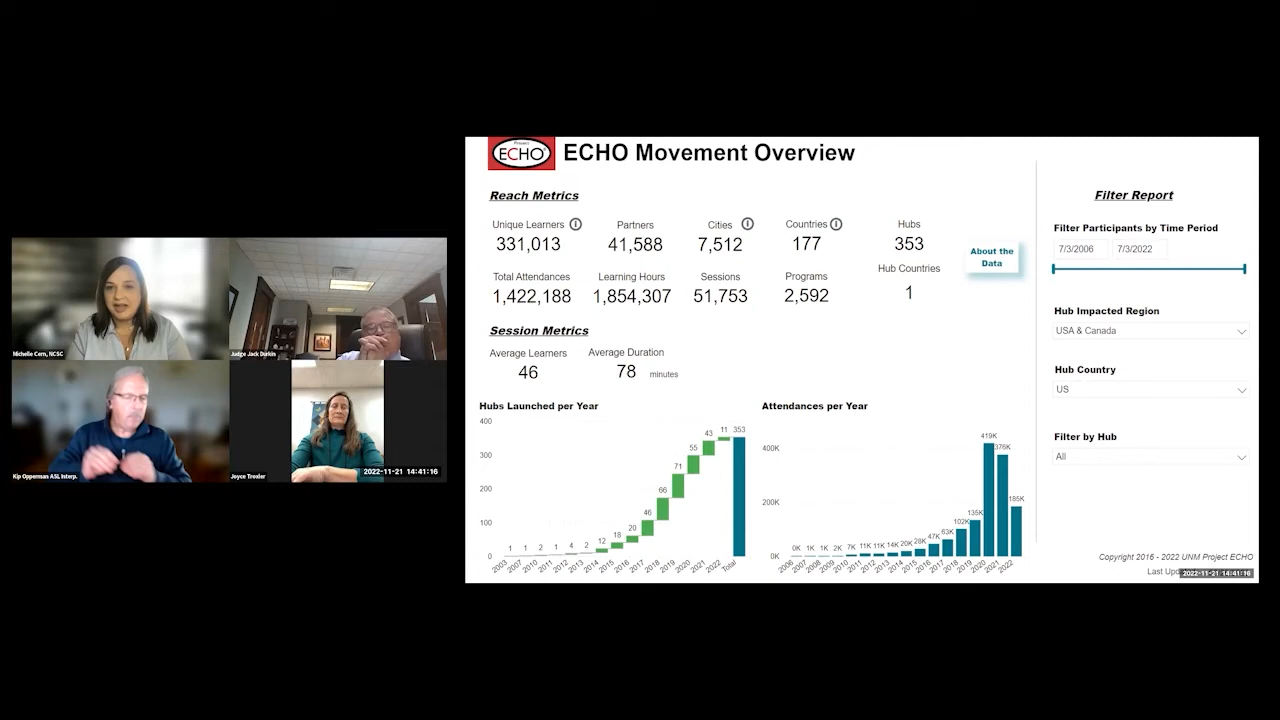 Michelle Cern, NCSC
Judge Jack Durkin
Kip Opperman ASL Interp.
Joyce Troxler
2022-11-21 14:41:16
Project
ECHO
ECHO Movement Overview
Reach Metrics
Unique Learners
Partners
Cities
Countries
Hubs
331,013
41,588
7,512
177
353
Hub Countries
1
Total Attendances
Learning Hours
Sessions
Programs
1,422,188
1,854,307
51,753
2,592
About the
Data
Session Metrics
Average Learners
Average Duration
46
78 minutes
Hubs Launched per Year
400
300
200
100
0
1 1 2 1 4 2 12 18 20 46 66 71 55 43 11 353
2003 2007 2010 2011 2012 2013 2014 2015 2016 2017 2018 2019 2020 2021 2022 Total
Attendances per Year
400K
200K
0K
0K 1K 1K 2K 7K 11K 11K 14K 20K 28K 47K 63K 102K 135K 419K 376K 185K
2006 2007 2008 2009 2010 2011 2012 2013 2014 2015 2016 2017 2018 2019 2020 2021 2022
Filter Report
Filter Participants by Time Period
7/3/2006 7/3/2022
Hub Impacted Region
USA & Canada
Hub Country
US
Filter by Hub
All
Copyright 2016 - 2022 UNM Project ECHO
Last
2022-11-21 14:41:16